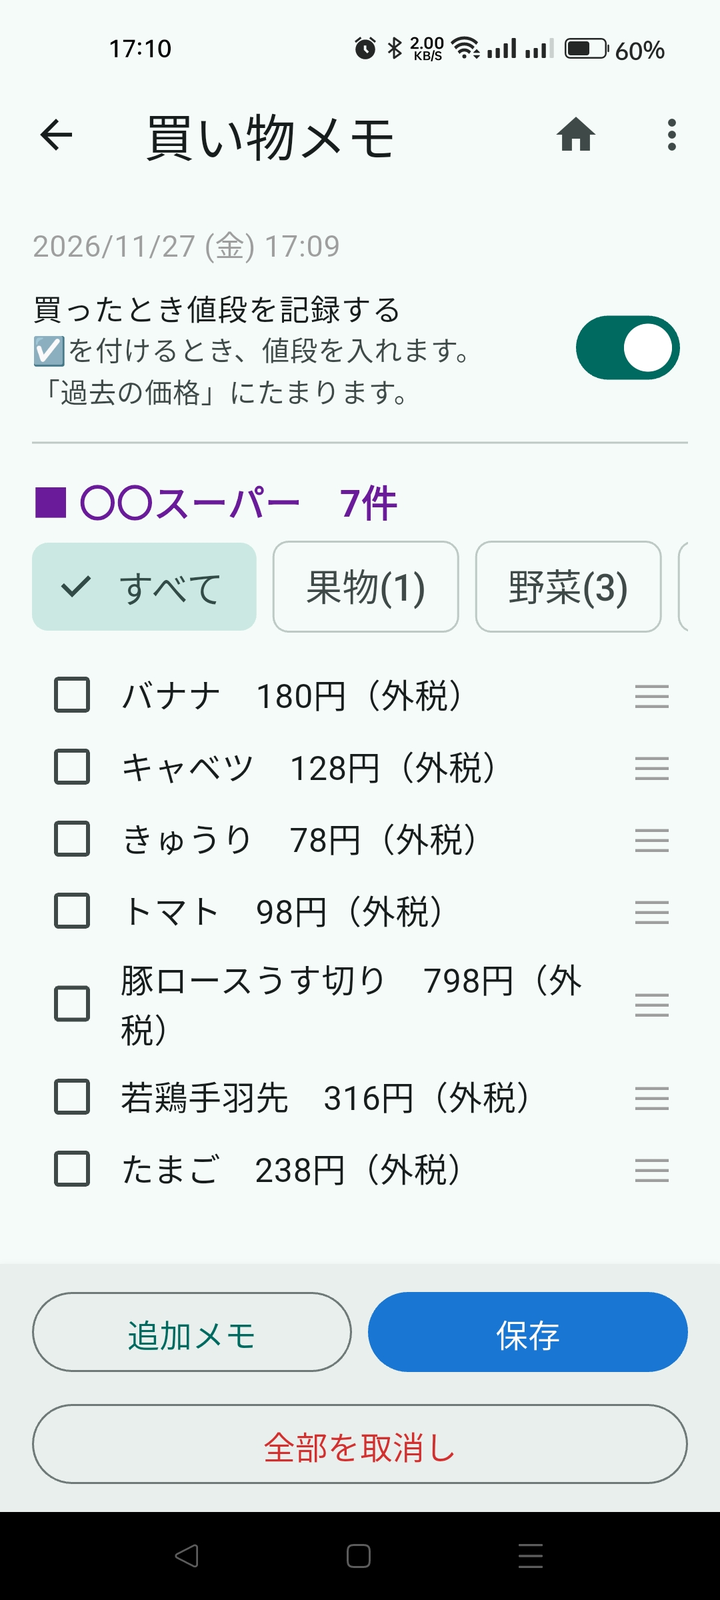 17:10 2.00 KB/S 60%
買い物メモ
2026/11/27 (金) 17:09
買ったとき値段を記録する
☑を付けるとき、値段を入れます。
「過去の価格」にたまります。
■ 〇〇スーパー　7件
すべて 果物(1) 野菜(3)
バナナ　180円（外税）
キャベツ　128円（外税）
きゅうり　78円（外税）
トマト　98円（外税）
豚ロースうす切り　798円（外
税）
若鶏手羽先　316円（外税）
たまご　238円（外税）
追加メモ 保存
全部を取消し